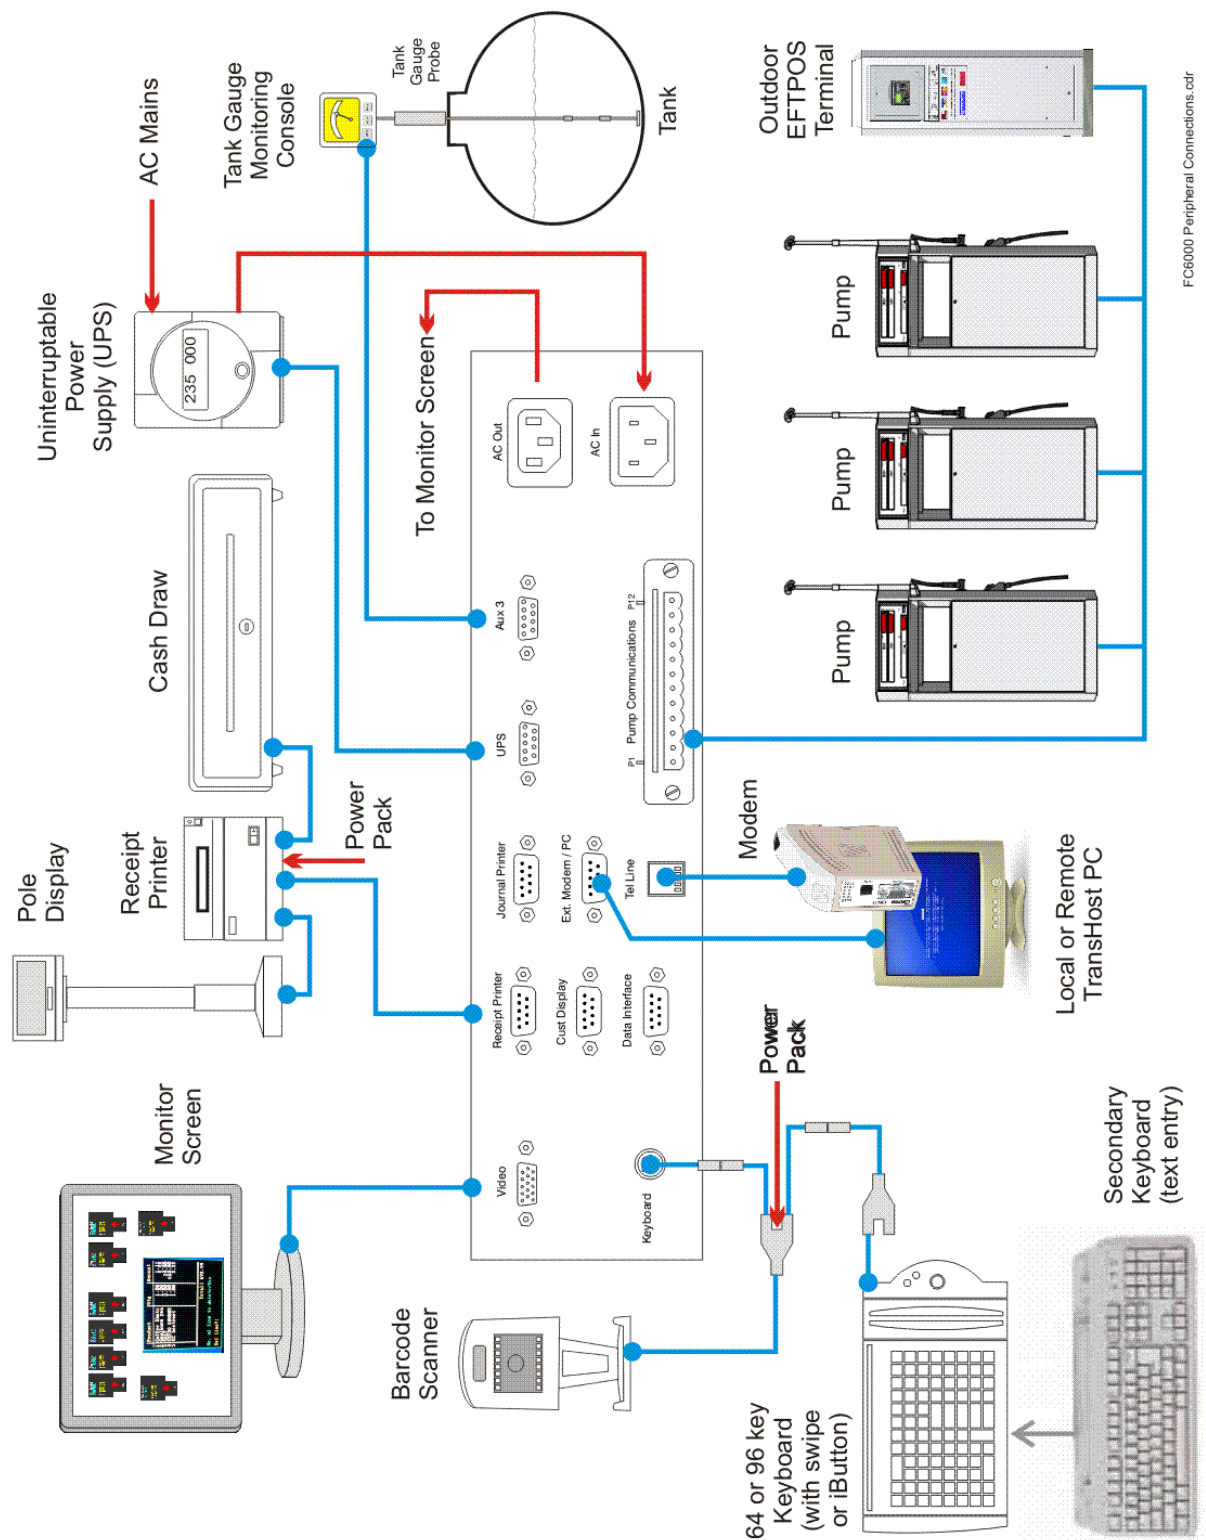 Monitor
Screen
Pole
Display
Receipt
Printer
Power
Pack
Cash Draw
Uninterruptable
Power
Supply (UPS)
235 000
AC Mains
Tank Gauge
Monitoring
Console
Tank
Gauge
Probe
Tank
To Monitor Screen
Video
Receipt Printer
Journal Printer
UPS
Aux 3
AC Out
Cust Display
Ext. Modem / PC
AC In
Keyboard
Data Interface
Tel Line
P1
Pump Communications
P12
Barcode
Scanner
Power
Pack
Modem
Pump
Pump
Pump
Outdoor
EFTPOS
Terminal
64 or 96 key
Keyboard
(with swipe
or iButton)
Secondary
Keyboard
(text entry)
Local or Remote
TransHost PC
FC6000 Peripheral Connections.cdr